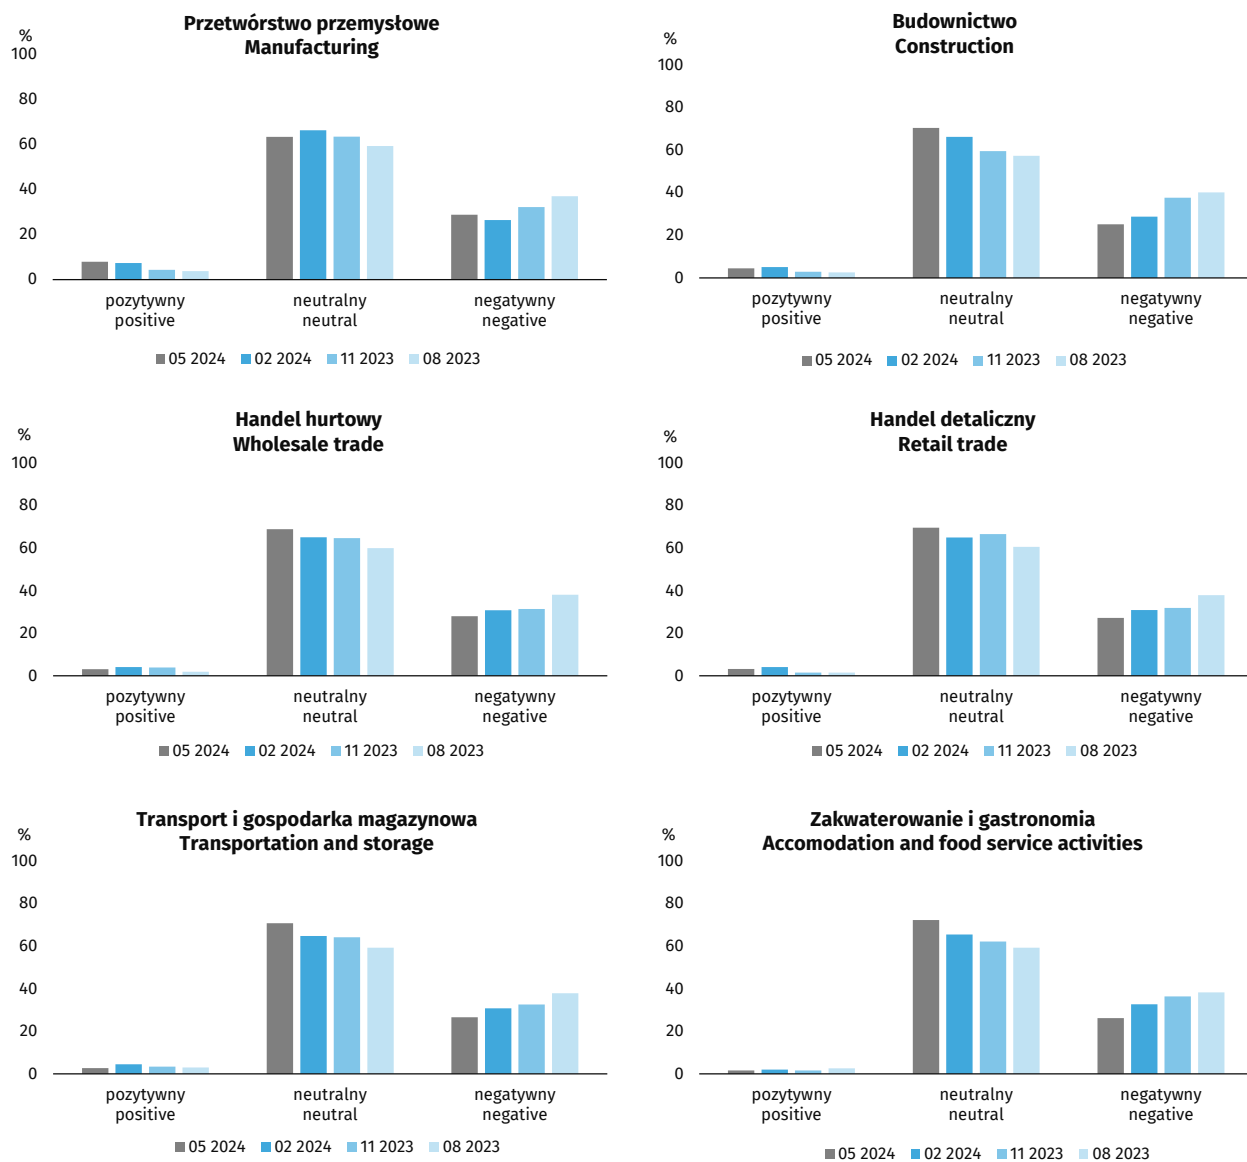 Przetwórstwo przemysłowe
Manufacturing
%
100
80
60
40
20
0
pozytywny
positive
neutralny
neutral
negatywny
negative
05 2024 02 2024 11 2023 08 2023
Budownictwo
Construction
%
100
80
60
40
20
0
pozytywny
positive
neutralny
neutral
negatywny
negative
05 2024 02 2024 11 2023 08 2023
Handel hurtowy
Wholesale trade
%
100
80
60
40
20
0
pozytywny
positive
neutralny
neutral
negatywny
negative
05 2024 02 2024 11 2023 08 2023
Handel detaliczny
Retail trade
%
100
80
60
40
20
0
pozytywny
positive
neutralny
neutral
negatywny
negative
05 2024 02 2024 11 2023 08 2023
Transport i gospodarka magazynowa
Transportation and storage
%
100
80
60
40
20
0
pozytywny
positive
neutralny
neutral
negatywny
negative
05 2024 02 2024 11 2023 08 2023
Zakwaterowanie i gastronomia
Accomodation and food service activities
%
100
80
60
40
20
0
pozytywny
positive
neutralny
neutral
negatywny
negative
05 2024 02 2024 11 2023 08 2023